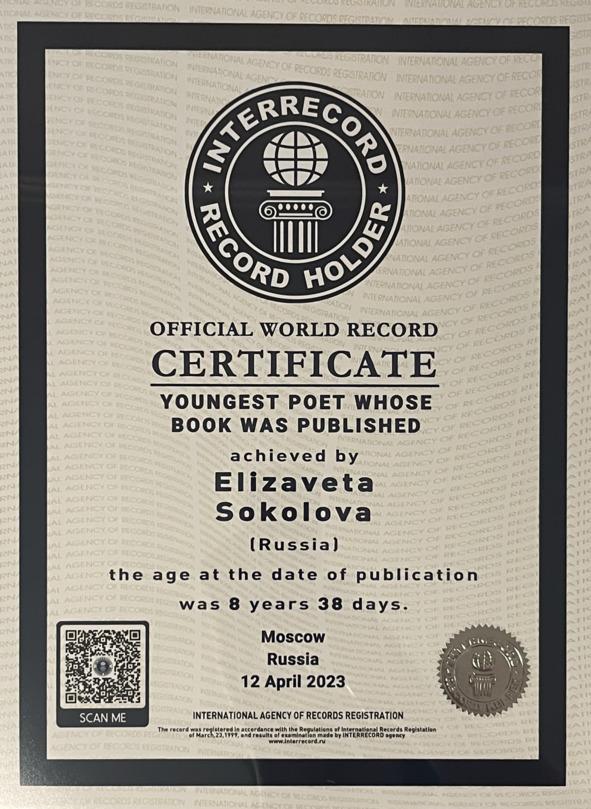 INTERRECORD
RECORD HOLDER
OFFICIAL WORLD RECORD
CERTIFICATE
YOUNGEST POET WHOSE
BOOK WAS PUBLISHED
achieved by
Elizaveta
Sokolova
(Russia)
the age at the date of publication
was 8 years 38 days.
Moscow
Russia
12 April 2023
SCAN ME
INTERNATIONAL AGENCY OF RECORDS REGISTRATION
The record was registered in accordance with the Regulations of International Records Registation
of March,23,1999, and results of examination made by INTERRECORD agency
www.interrecord.ru